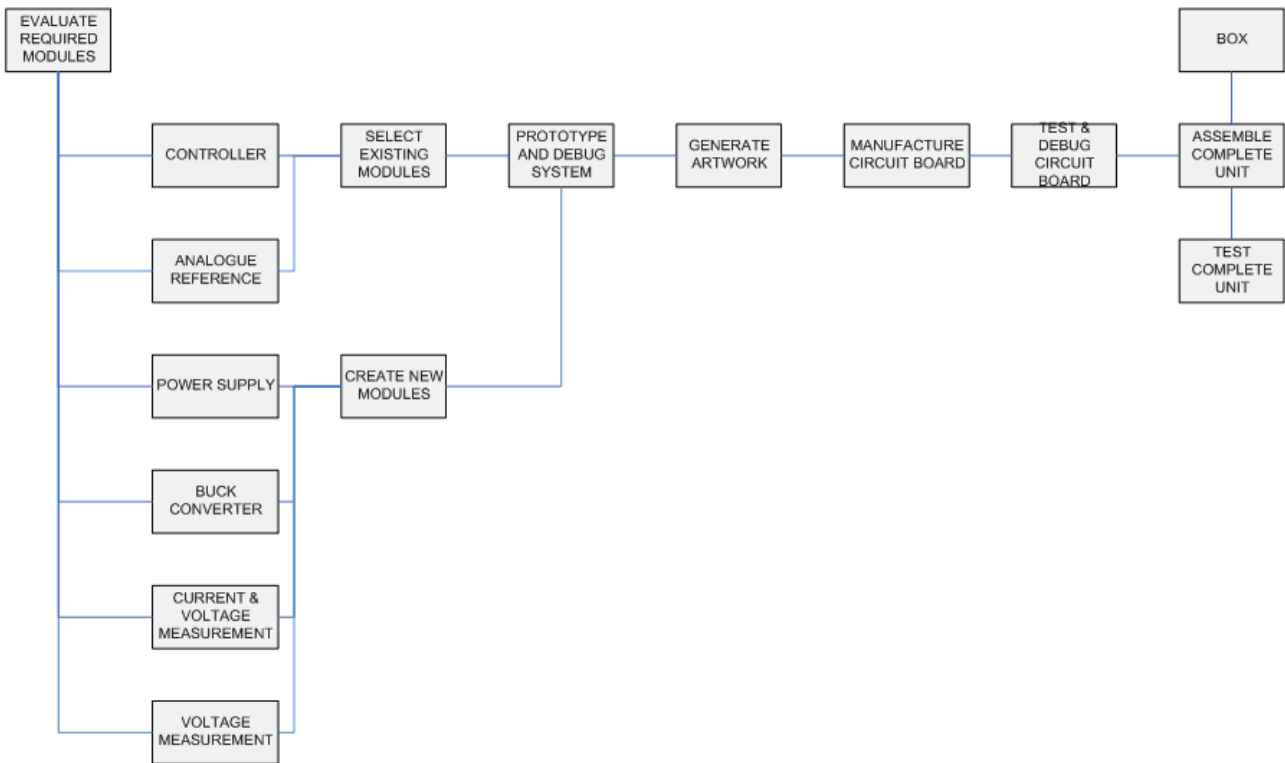 EVALUATE
REQUIRED
MODULES
BOX
CONTROLLER
SELECT
EXISTING
MODULES
PROTOTYPE
AND DEBUG
SYSTEM
GENERATE
ARTWORK
MANUFACTURE
CIRCUIT BOARD
TEST &
DEBUG
CIRCUIT
BOARD
ASSEMBLE
COMPLETE
UNIT
ANALOGUE
REFERENCE
TEST
COMPLETE
UNIT
POWER SUPPLY
CREATE NEW
MODULES
BUCK
CONVERTER
CURRENT &
VOLTAGE
MEASUREMENT
VOLTAGE
MEASUREMENT